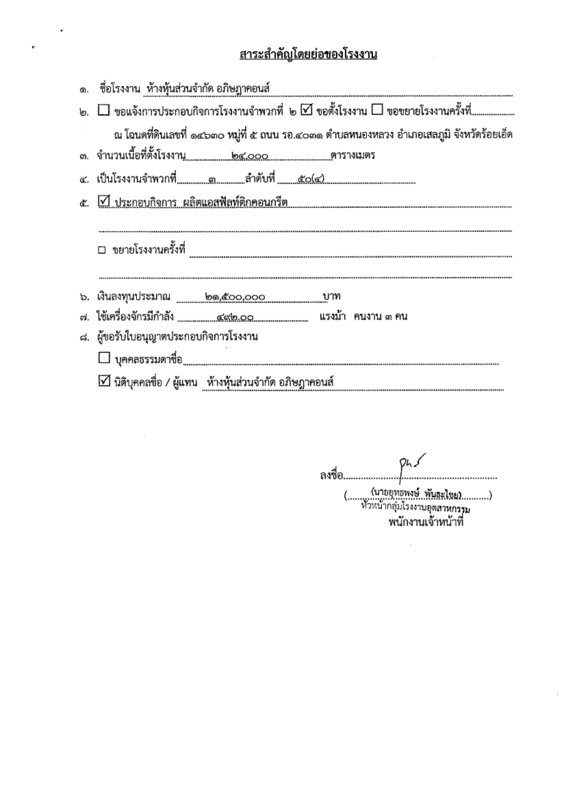 สาระสำคัญโดยย่อของโรงงาน
๑. ชื่อโรงงาน ห้างหุ้นส่วนจำกัด อภิษฎาคอนส์
๒. ☐ ขอแจ้งการประกอบกิจการโรงงานจำพวกที่ ๒ ☑ ขอตั้งโรงงาน ☐ ขอขยายโรงงานครั้งที่
ณ โฉนดที่ดินเลขที่ ๑๔๖๓๐ หมู่ที่ ๕ ถนน รอ.๔๐๓๑ ตำบลหนองหลวง อำเภอเสลภูมิ จังหวัดร้อยเอ็ด
๓. จำนวนเนื้อที่ตั้งโรงงาน ๒๔,๐๐๐ ตารางเมตร
๔. เป็นโรงงานจำพวกที่ ๓ ลำดับที่ ๕๐(๔)
๕. ☑ ประกอบกิจการ ผลิตแอสฟัลท์ติกคอนกรีต
☐ ขยายโรงงานครั้งที่
๖. เงินลงทุนประมาณ ๒๑,๕๐๐,๐๐๐ บาท
๗. ใช้เครื่องจักรมีกำลัง ๔๙๒.๐๐ แรงม้า คนงาน ๓ คน
๘. ผู้ขอรับใบอนุญาตประกอบกิจการโรงงาน
☐ บุคคลธรรมดาชื่อ
☑ นิติบุคคลชื่อ / ผู้แทน ห้างหุ้นส่วนจำกัด อภิษฎาคอนส์
ลงชื่อ
(นายยุทธพงษ์ พันธะไชย)
หัวหน้ากลุ่มโรงงานอุตสาหกรรม
พนักงานเจ้าหน้าที่